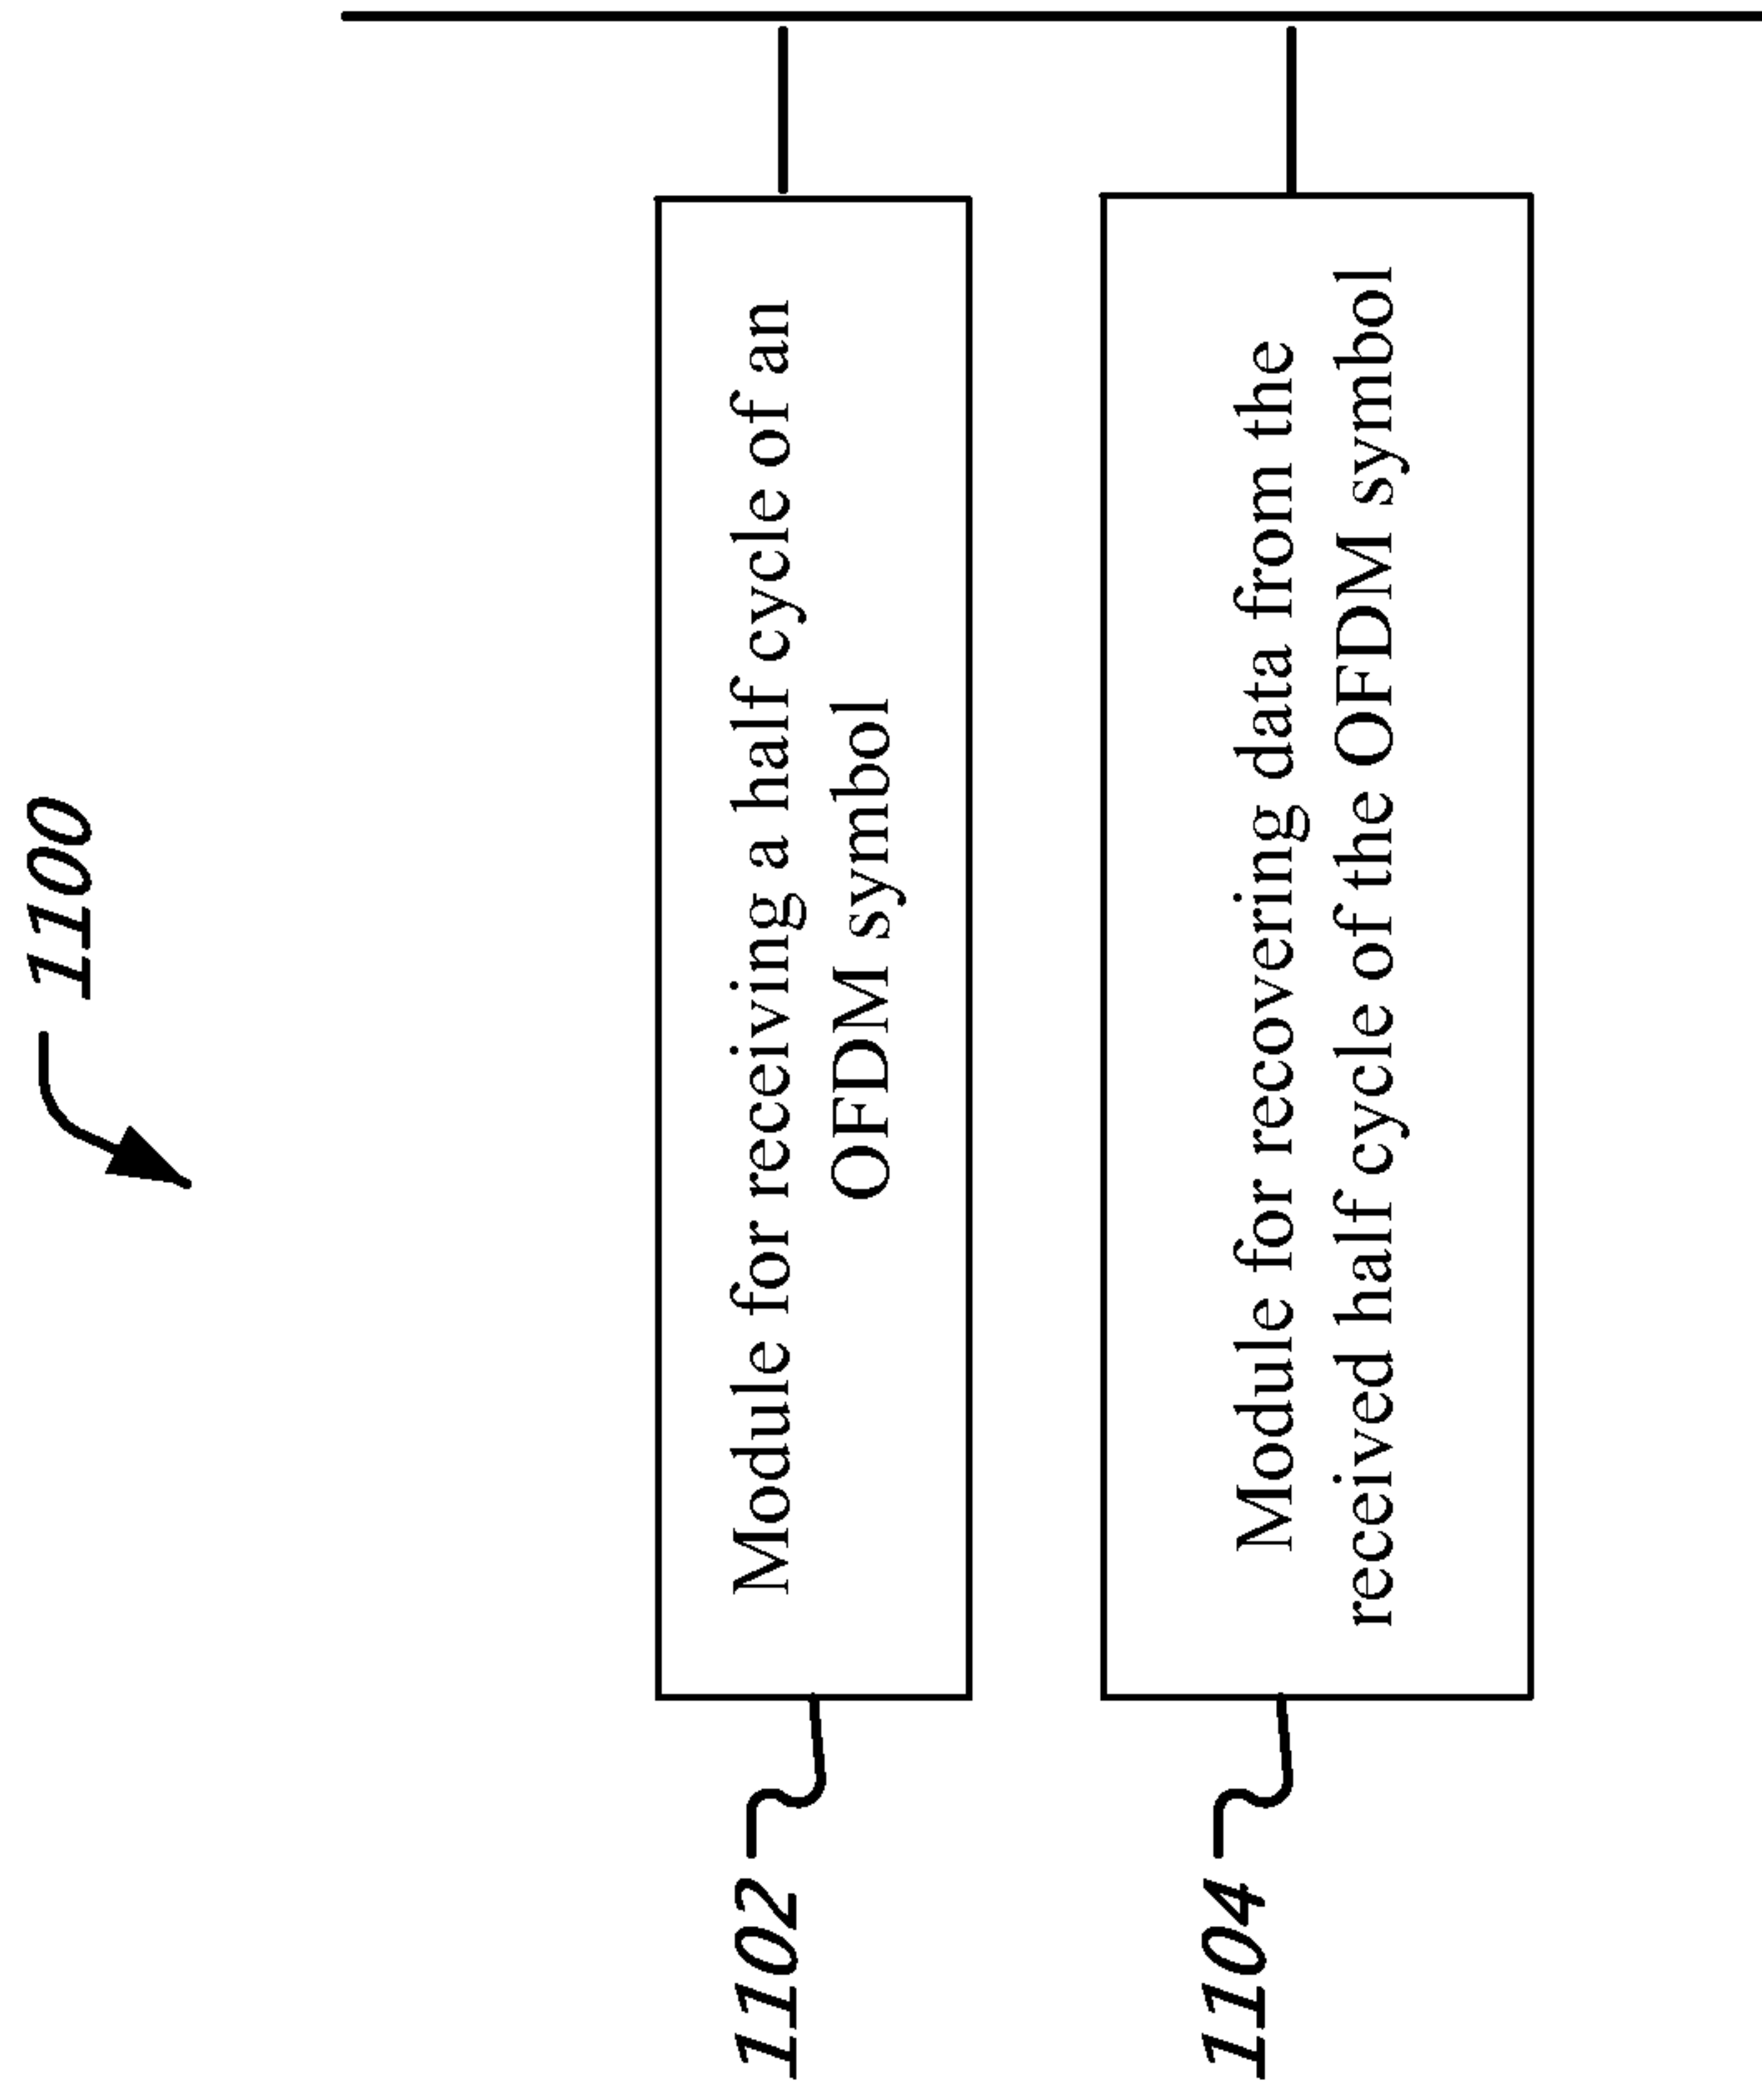 1100
1102
Module for receiving a half cycle of an
OFDM symbol
1104
Module for recovering data from the
received half cycle of the OFDM symbol